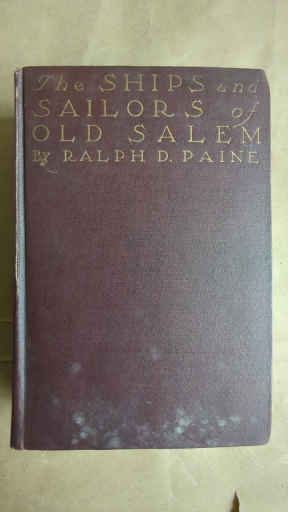 The SHIPS and
SAILORS of
OLD SALEM
By RALPH D. PAINE